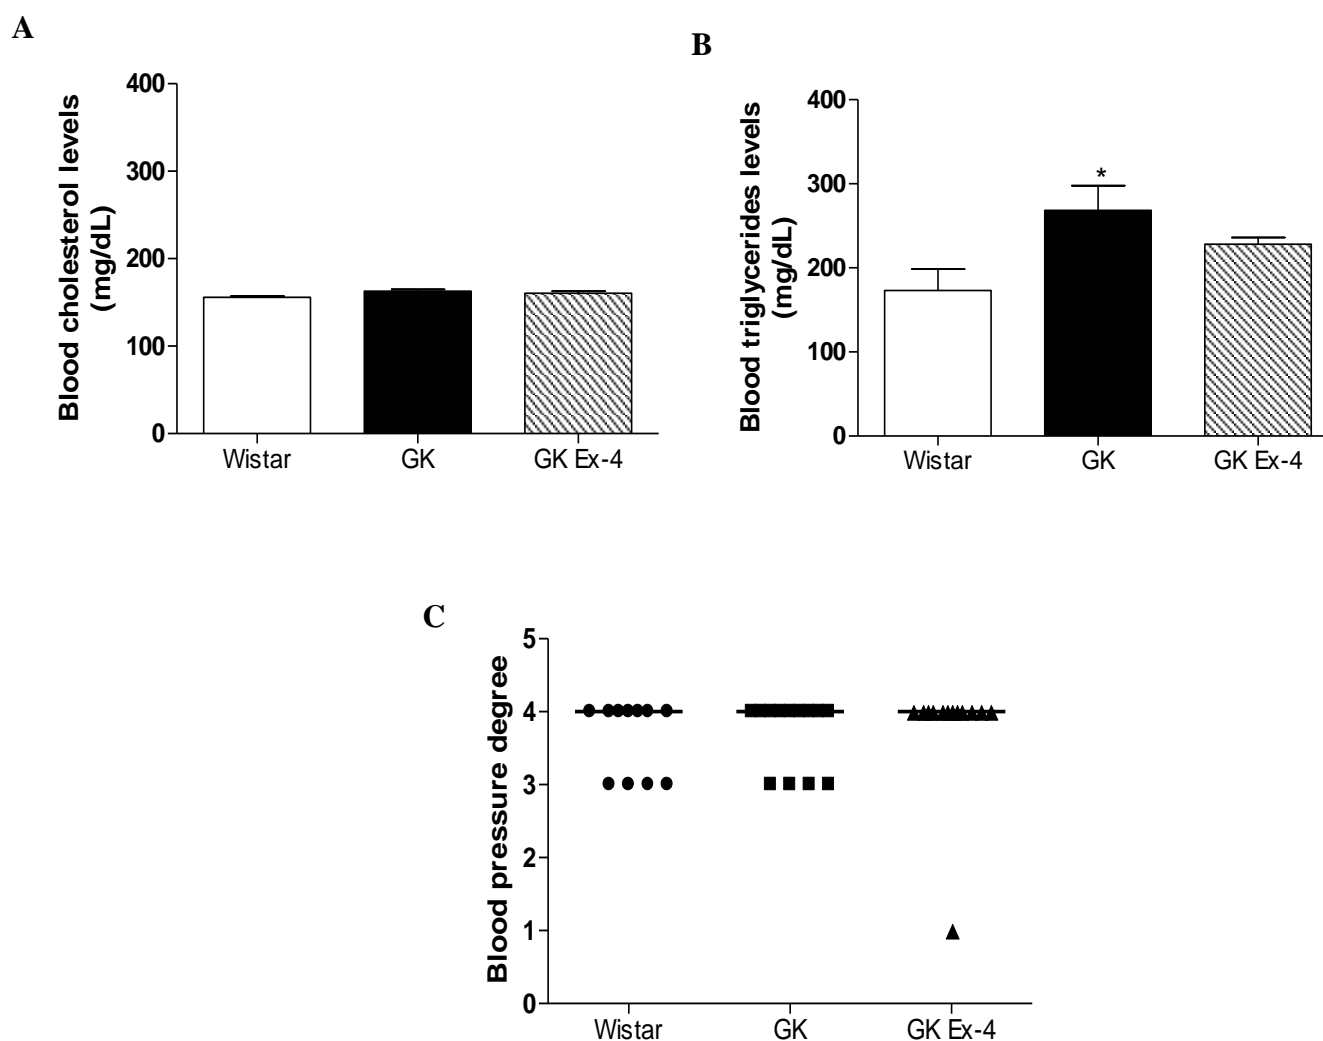 A
B
400
300
200
100
0
Blood cholesterol levels
(mg/dL)
Wistar GK GK Ex-4
400
300
200
100
0
Blood triglycerides levels
(mg/dL)
*
Wistar GK GK Ex-4
C
5
4
3
2
1
0
Blood pressure degree
Wistar GK GK Ex-4